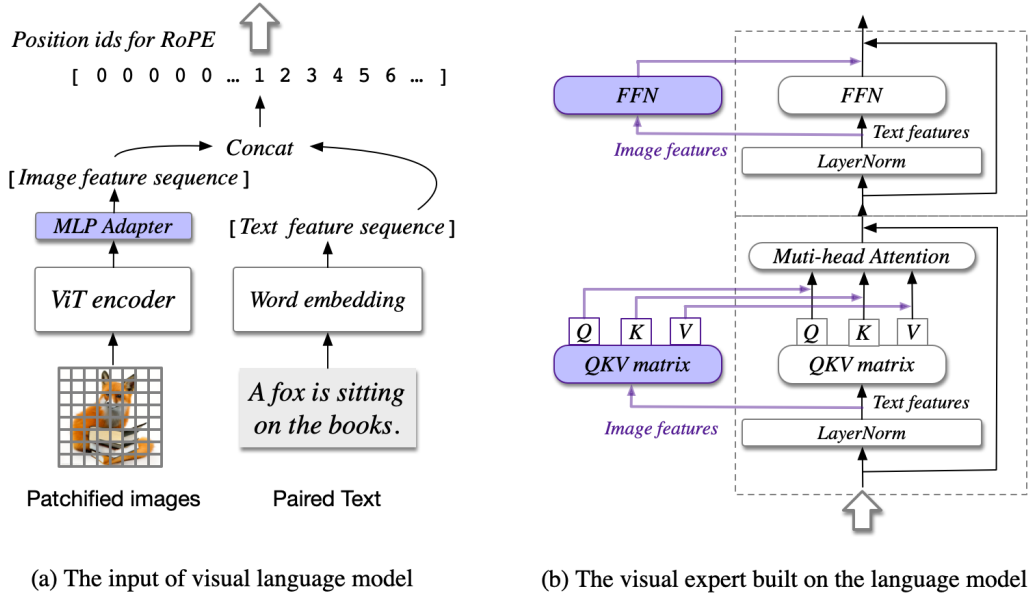 Position ids for RoPE
[ 0 0 0 0 0 ... 1 2 3 4 5 6 ... ]
Concat
[Image feature sequence]
MLP Adapter
[Text feature sequence]
ViT encoder
Word embedding
A fox is sitting
on the books.
Patchified images
Paired Text
(a) The input of visual language model
FFN
FFN
Text features
Image features
LayerNorm
Muti-head Attention
Q
K
V
Q
K
V
QKV matrix
QKV matrix
Text features
Image features
LayerNorm
(b) The visual expert built on the language model